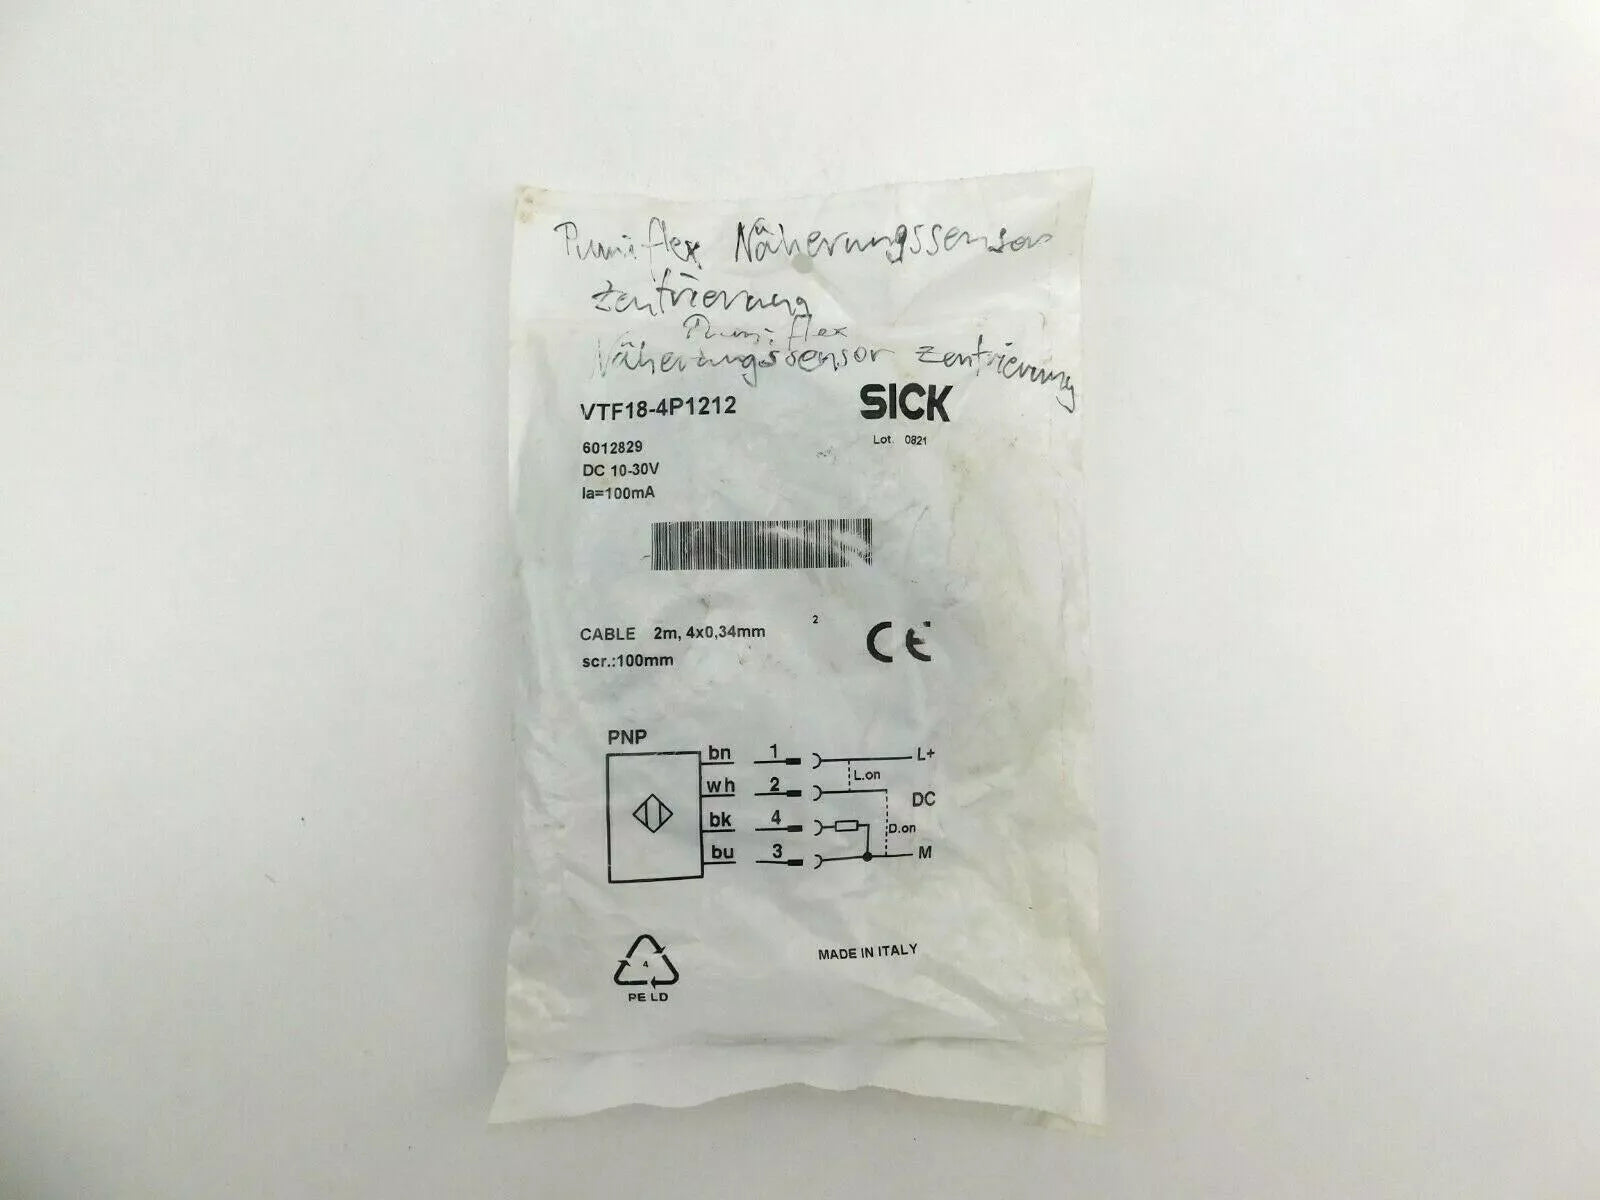 Pumiflex Näherungssensor
Zentrierung
Pumiflex
Näherungssensor Zentrierung
VTF18-4P1212
SICK
Lot. 0821
6012829
DC 10-30V
Ia=100mA
CABLE 2m, 4x0,34mm 2
scr.:100mm
CE
PNP
bn 1 L+
L.on
wh 2 DC
bk 4 D.on
bu 3 M
4
PE LD
MADE IN ITALY